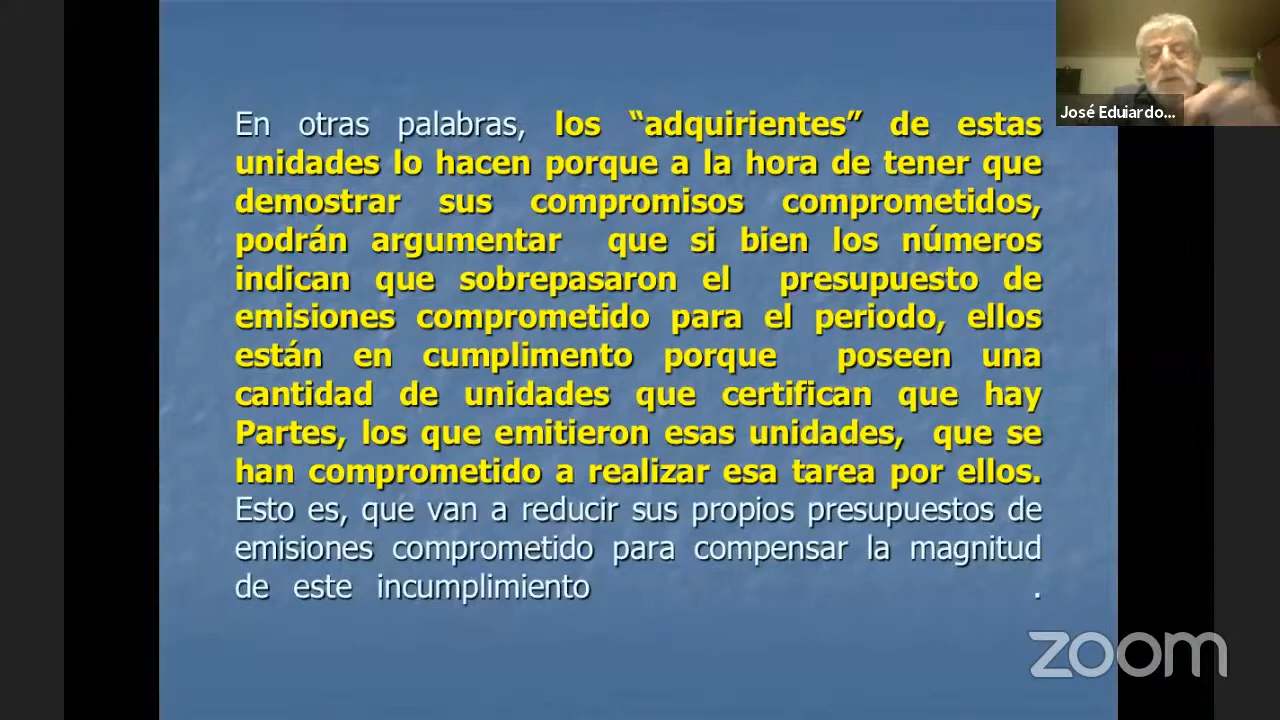 En otras palabras, los “adquirientes” de estas
unidades lo hacen porque a la hora de tener que
demostrar sus compromisos comprometidos,
podrán argumentar que si bien los números
indican que sobrepasaron el presupuesto de
emisiones comprometido para el periodo, ellos
están en cumplimento porque poseen una
cantidad de unidades que certifican que hay
Partes, los que emitieron esas unidades, que se
han comprometido a realizar esa tarea por ellos.
Esto es, que van a reducir sus propios presupuestos de
emisiones comprometido para compensar la magnitud
de este incumplimiento .
José Eduiardo...
zoom